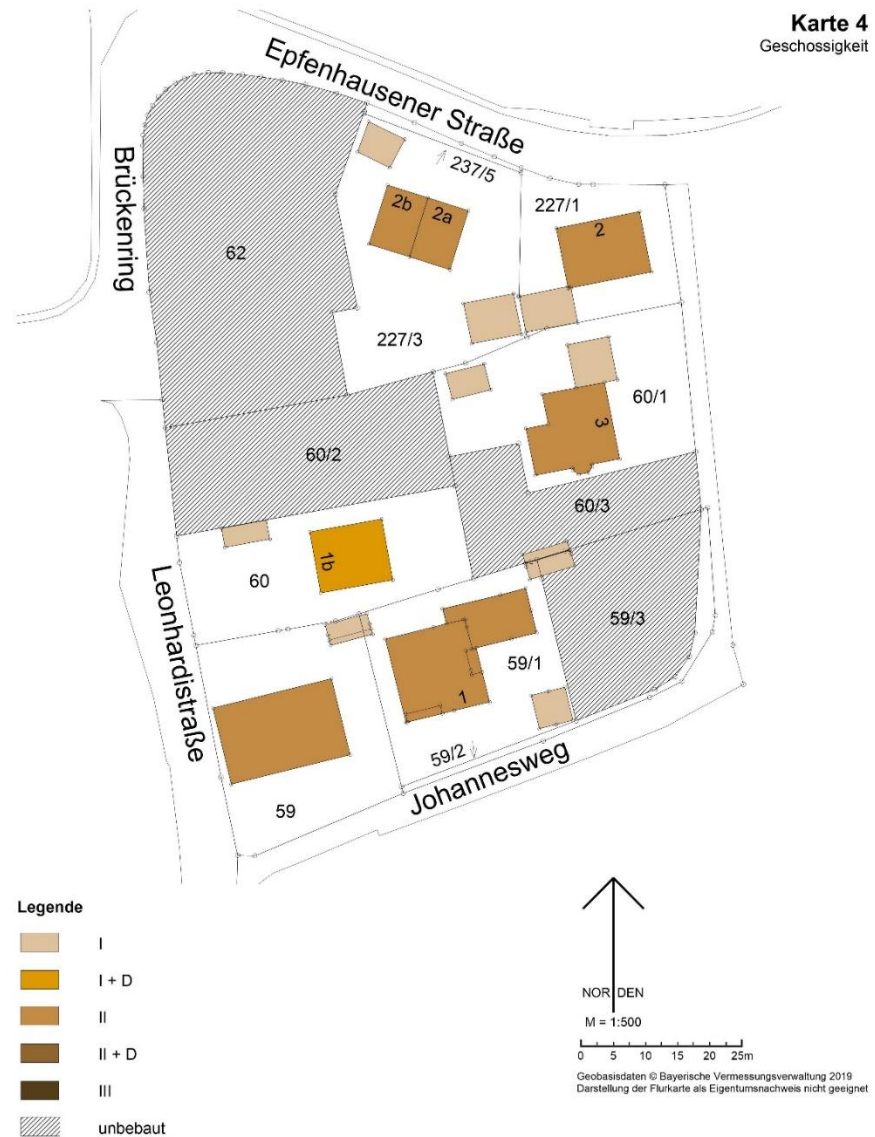 Karte 4
Geschossigkeit
Epfenhausener Straße
Brückenring
237/5
227/1
2b
2a
2
62
227/3
60/1
3
60/2
60/3
1b
60
Leonhardistraße
59/3
59/1
1
59/2
Johannesweg
59
Legende
I
I + D
II
II + D
III
unbebaut
NORDEN
M = 1:500
0 5 10 15 20 25m
Geobasisdaten © Bayerische Vermessungsverwaltung 2019
Darstellung der Flurkarte als Eigentumsnachweis nicht geeignet